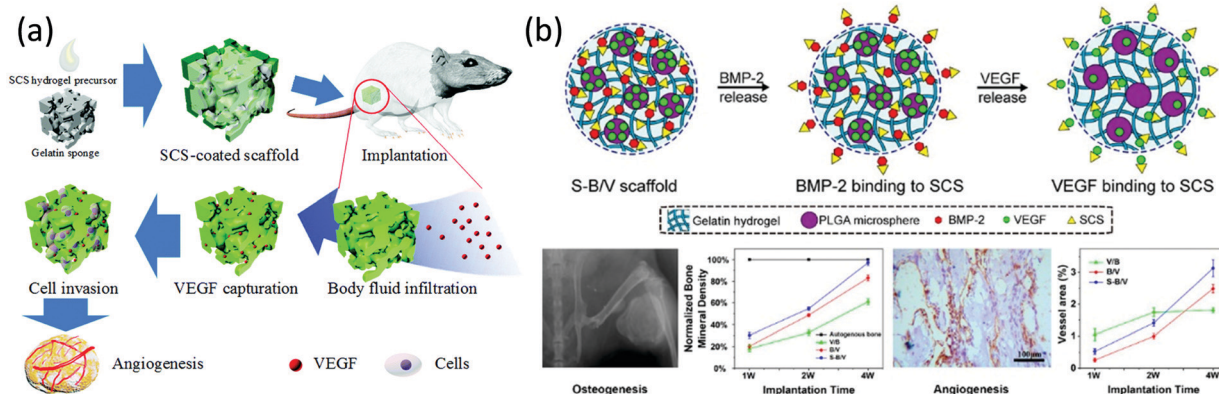 (a)
SCS hydrogel precursor
Gelatin sponge
SCS-coated scaffold
Implantation
Cell invasion
VEGF capturation
Body fluid infiltration
Angiogenesis
VEGF
Cells
(b)
BMP-2
release
VEGF
release
S-B/V scaffold
BMP-2 binding to SCS
VEGF binding to SCS
Gelatin hydrogel
PLGA microsphere
BMP-2
VEGF
SCS
Osteogenesis
Normalized Bone
Mineral Density
100%
80%
60%
40%
20%
0%
Autogenous bone
V/B
B/V
S-B/V
1W
2W
4W
Implantation Time
100μm
Angiogenesis
Vessel area (%)
3
2
1
0
V/B
B/V
S-B/V
1W
2W
4W
Implantation Time